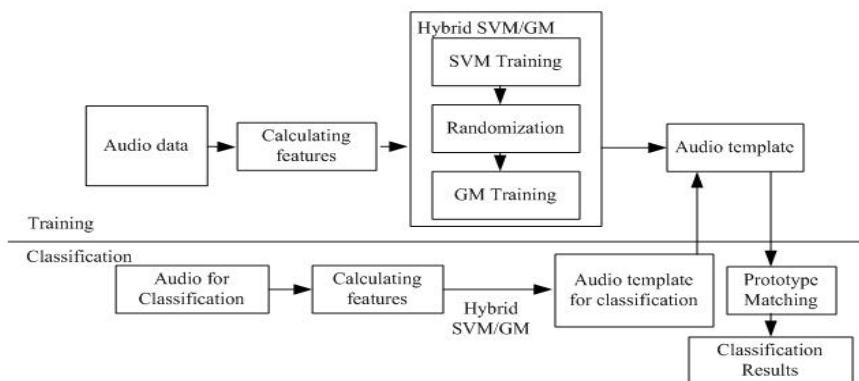 Hybrid SVM/GM
SVM Training
Randomization
GM Training
Audio data
Calculating
features
Audio template
Training
Classification
Audio for
Classification
Calculating
features
Hybrid
SVM/GM
Audio template
for classification
Prototype
Matching
Classification
Results